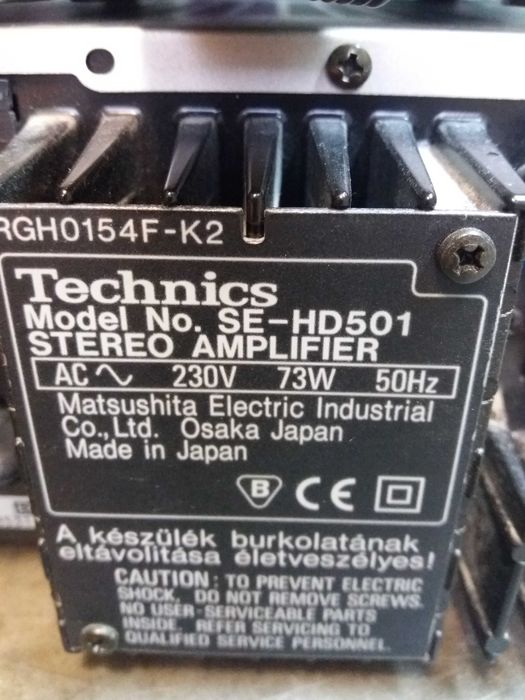 RGH0154F-K2
Technics
Model No. SE-HD501
STEREO AMPLIFIER
AC 230V 73W 50Hz
Matsushita Electric Industrial
Co.,Ltd. Osaka Japan
Made in Japan
B CE
A készülék burkolatának
eltávolitása életveszélyes!
CAUTION: TO PREVENT ELECTRIC
SHOCK, DO NOT REMOVE SCREWS.
NO USER-SERVICEABLE PARTS
INSIDE. REFER SERVICING TO
QUALIFIED SERVICE PERSONNEL.